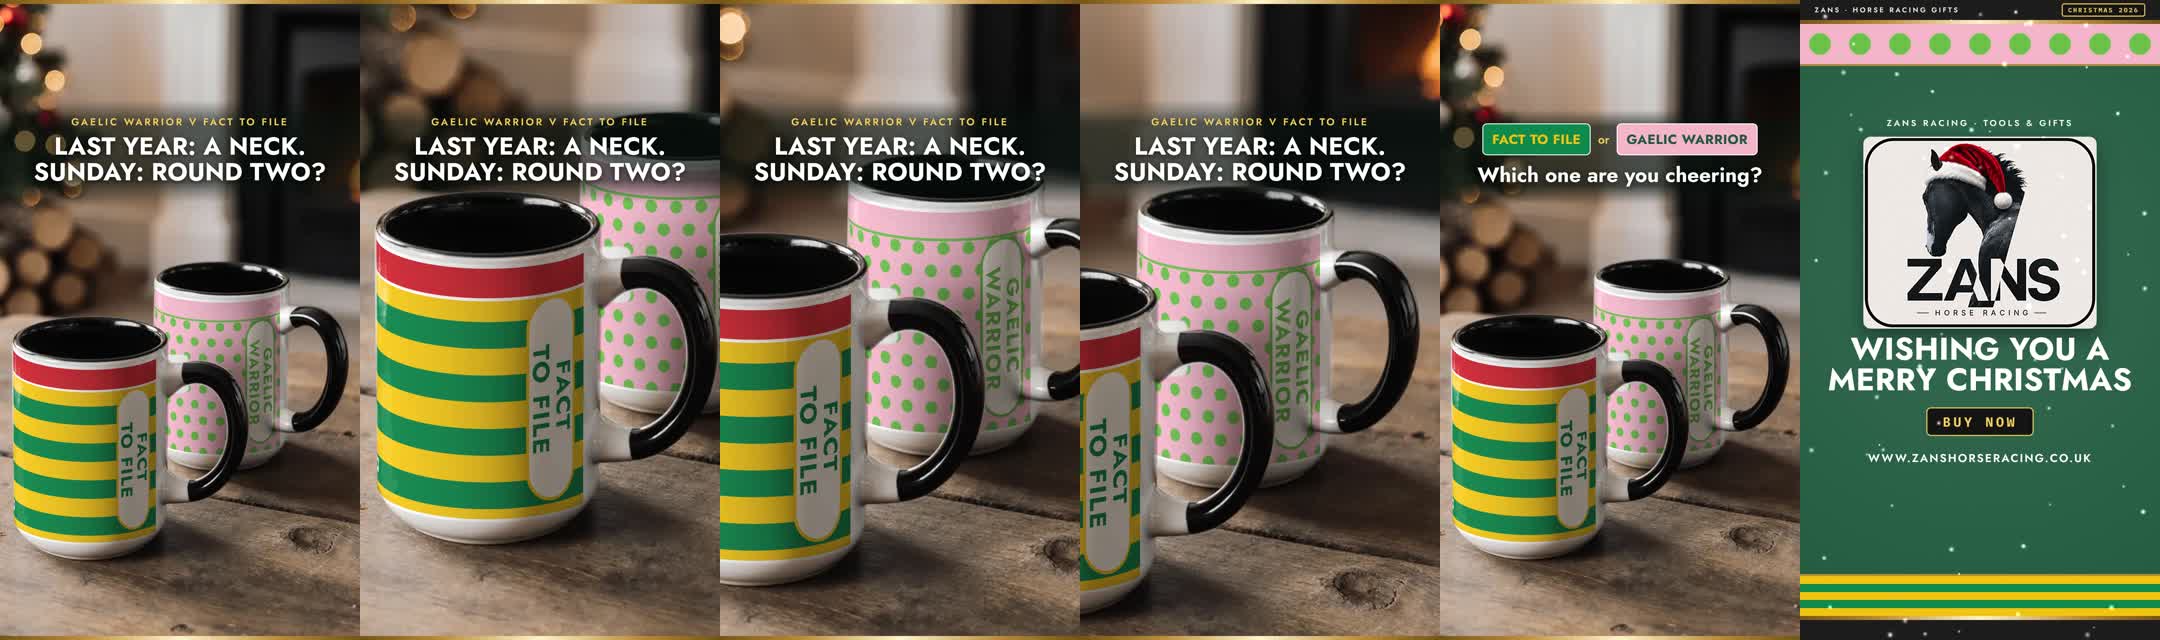 GAELIC WARRIOR V FACT TO FILE
LAST YEAR: A NECK.
SUNDAY: ROUND TWO?
GAELIC
WARRIOR
FACT
TO FILE
GAELIC WARRIOR V FACT TO FILE
LAST YEAR: A NECK.
SUNDAY: ROUND TWO?
FACT
TO FILE
GAELIC WARRIOR V FACT TO FILE
LAST YEAR: A NECK.
SUNDAY: ROUND TWO?
GAELIC
WARRIOR
FACT
TO FILE
GAELIC WARRIOR V FACT TO FILE
LAST YEAR: A NECK.
SUNDAY: ROUND TWO?
GAELIC
WARRIOR
FACT
TO FILE
FACT TO FILE or GAELIC WARRIOR
Which one are you cheering?
GAELIC
WARRIOR
FACT
TO FILE
ZANS · HORSE RACING GIFTS
CHRISTMAS 2026
ZANS RACING · TOOLS & GIFTS
ZANS
HORSE RACING
WISHING YOU A
MERRY CHRISTMAS
BUY NOW
WWW.ZANSHORSERACING.CO.UK